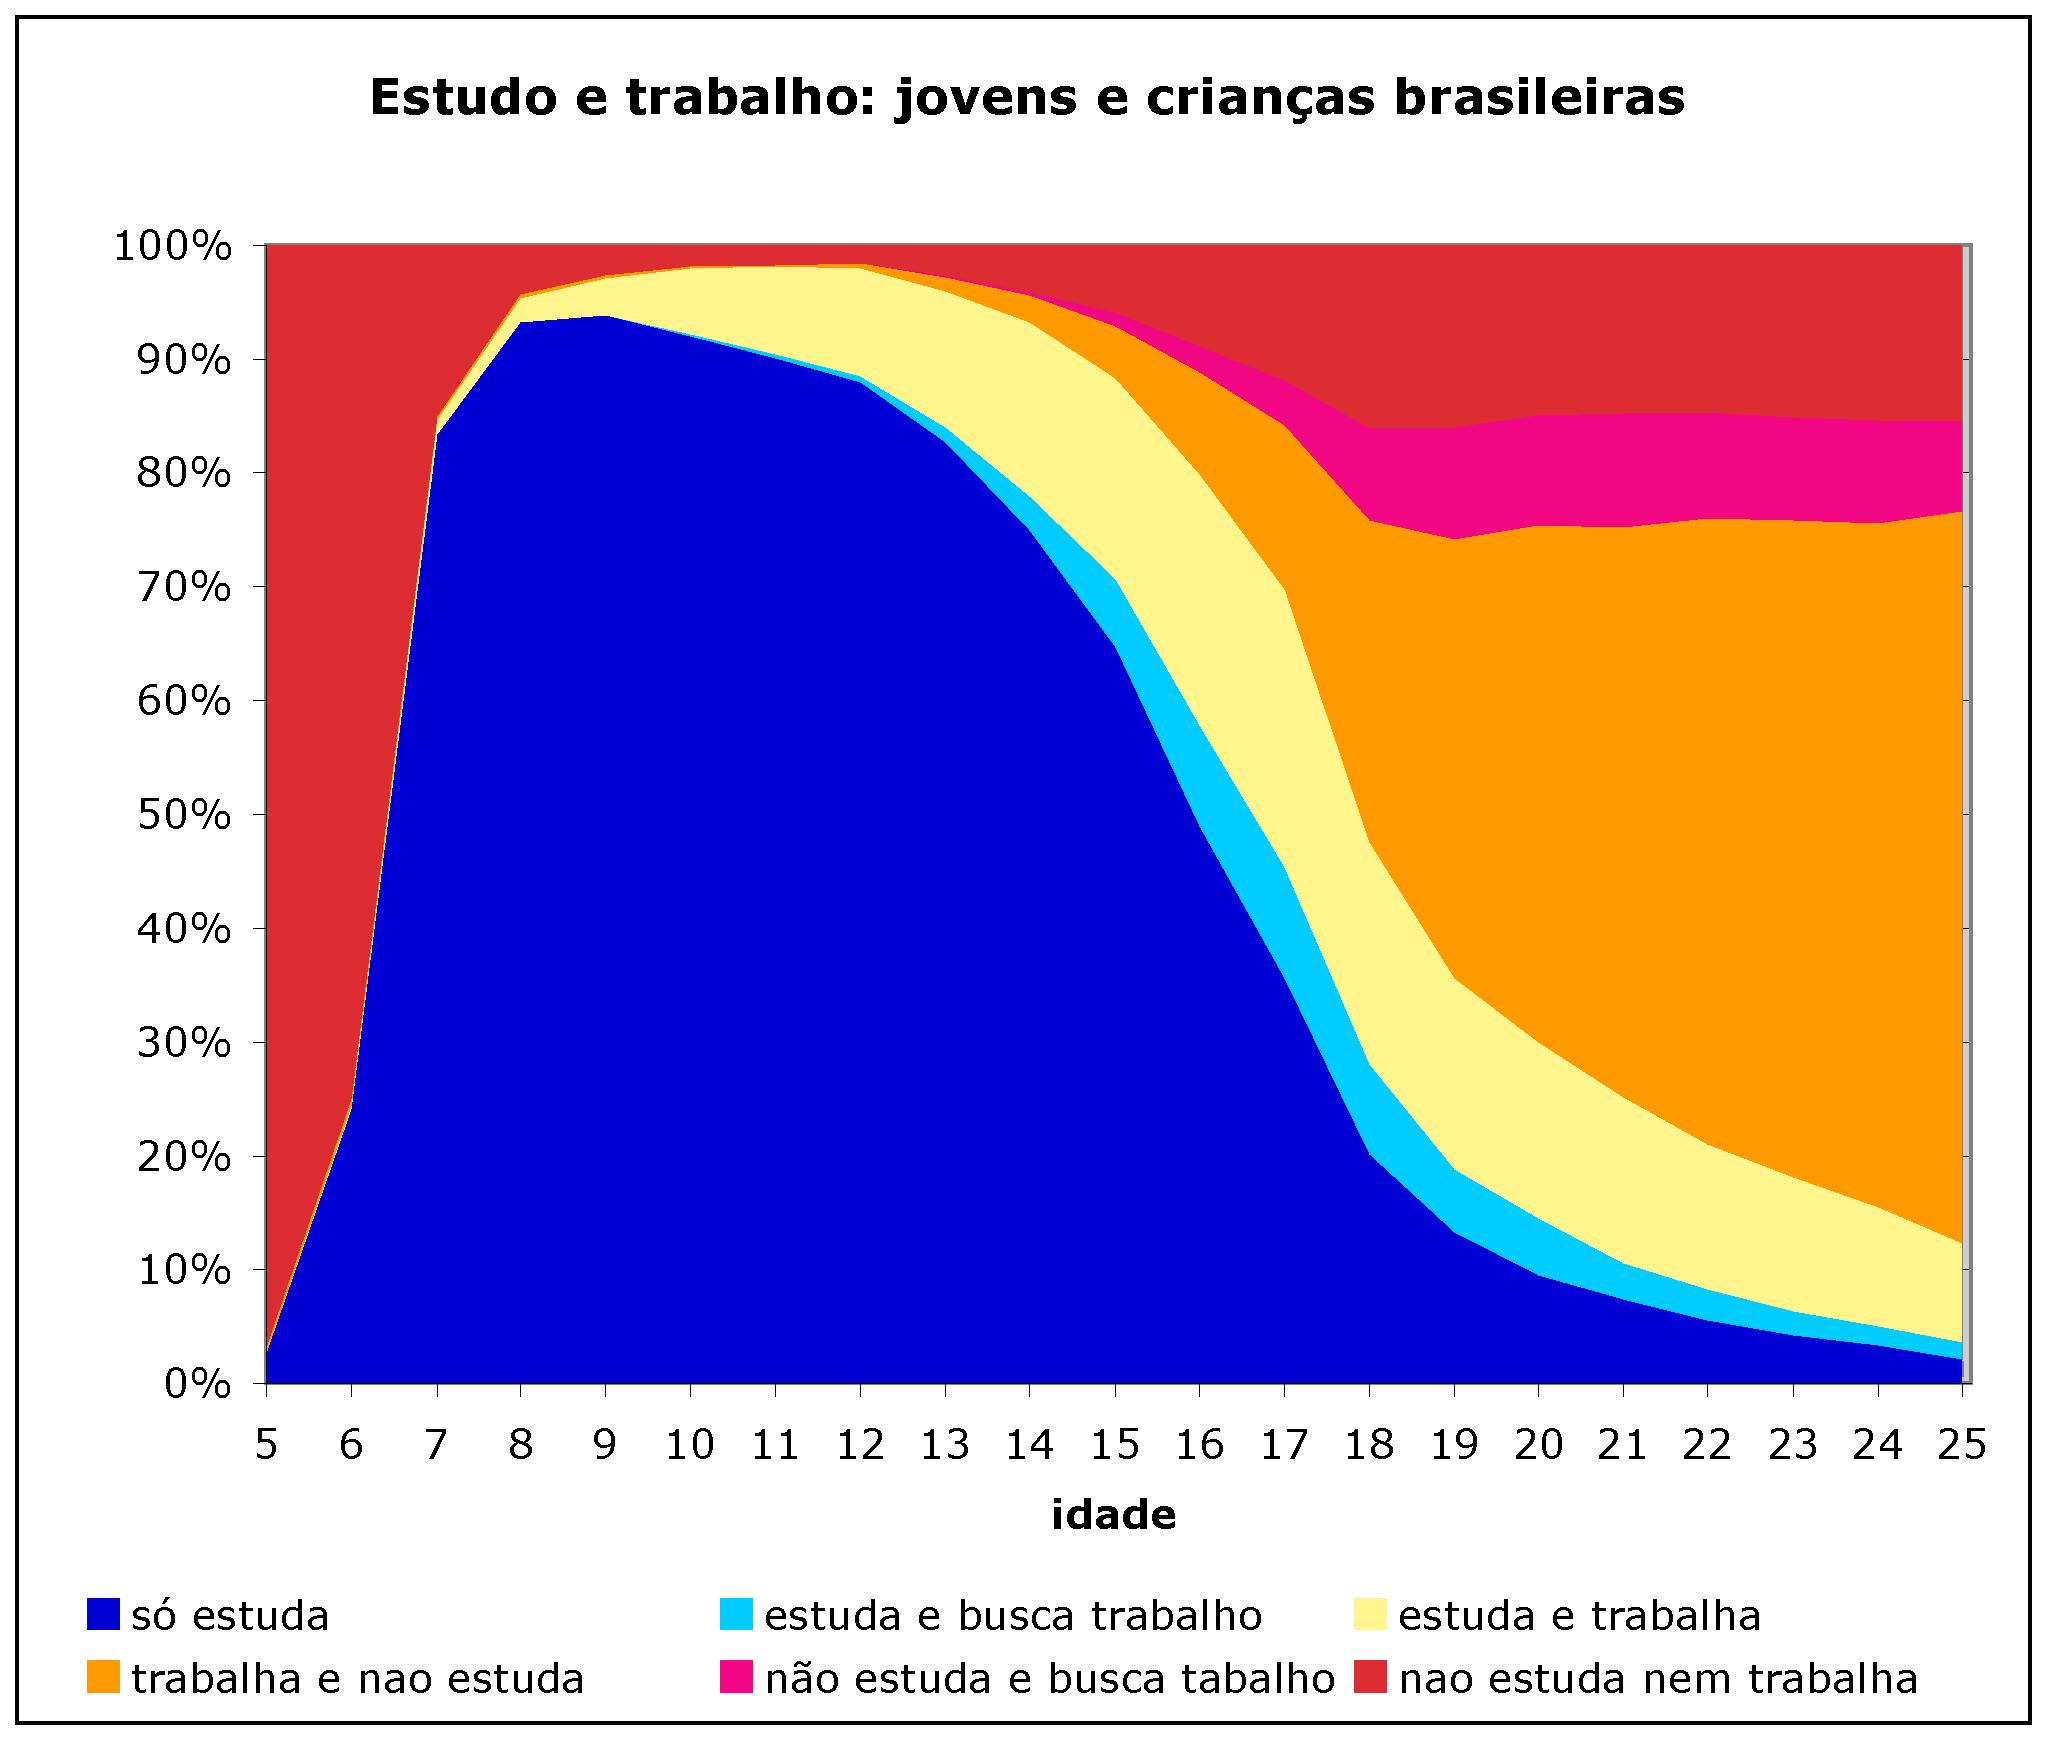 Estudo e trabalho: jovens e crianças brasileiras
100%
90%
80%
70%
60%
50%
40%
30%
20%
10%
0%
5 6 7 8 9 10 11 12 13 14 15 16 17 18 19 20 21 22 23 24 25
idade
só estuda estuda e busca trabalho estuda e trabalha
trabalha e nao estuda não estuda e busca tabalho nao estuda nem trabalha